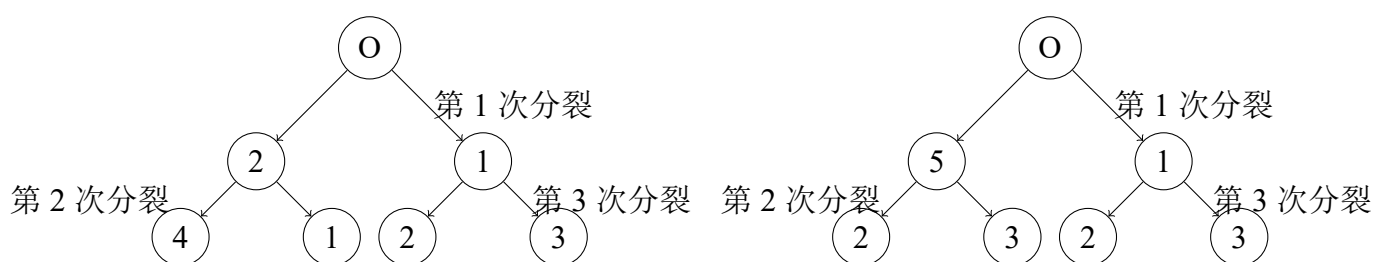 O O
第 1 次分裂 第 1 次分裂
2 1 5 1
第 2 次分裂 第 3 次分裂 第 2 次分裂 第 3 次分裂
4 1 2 3 2 3 2 3